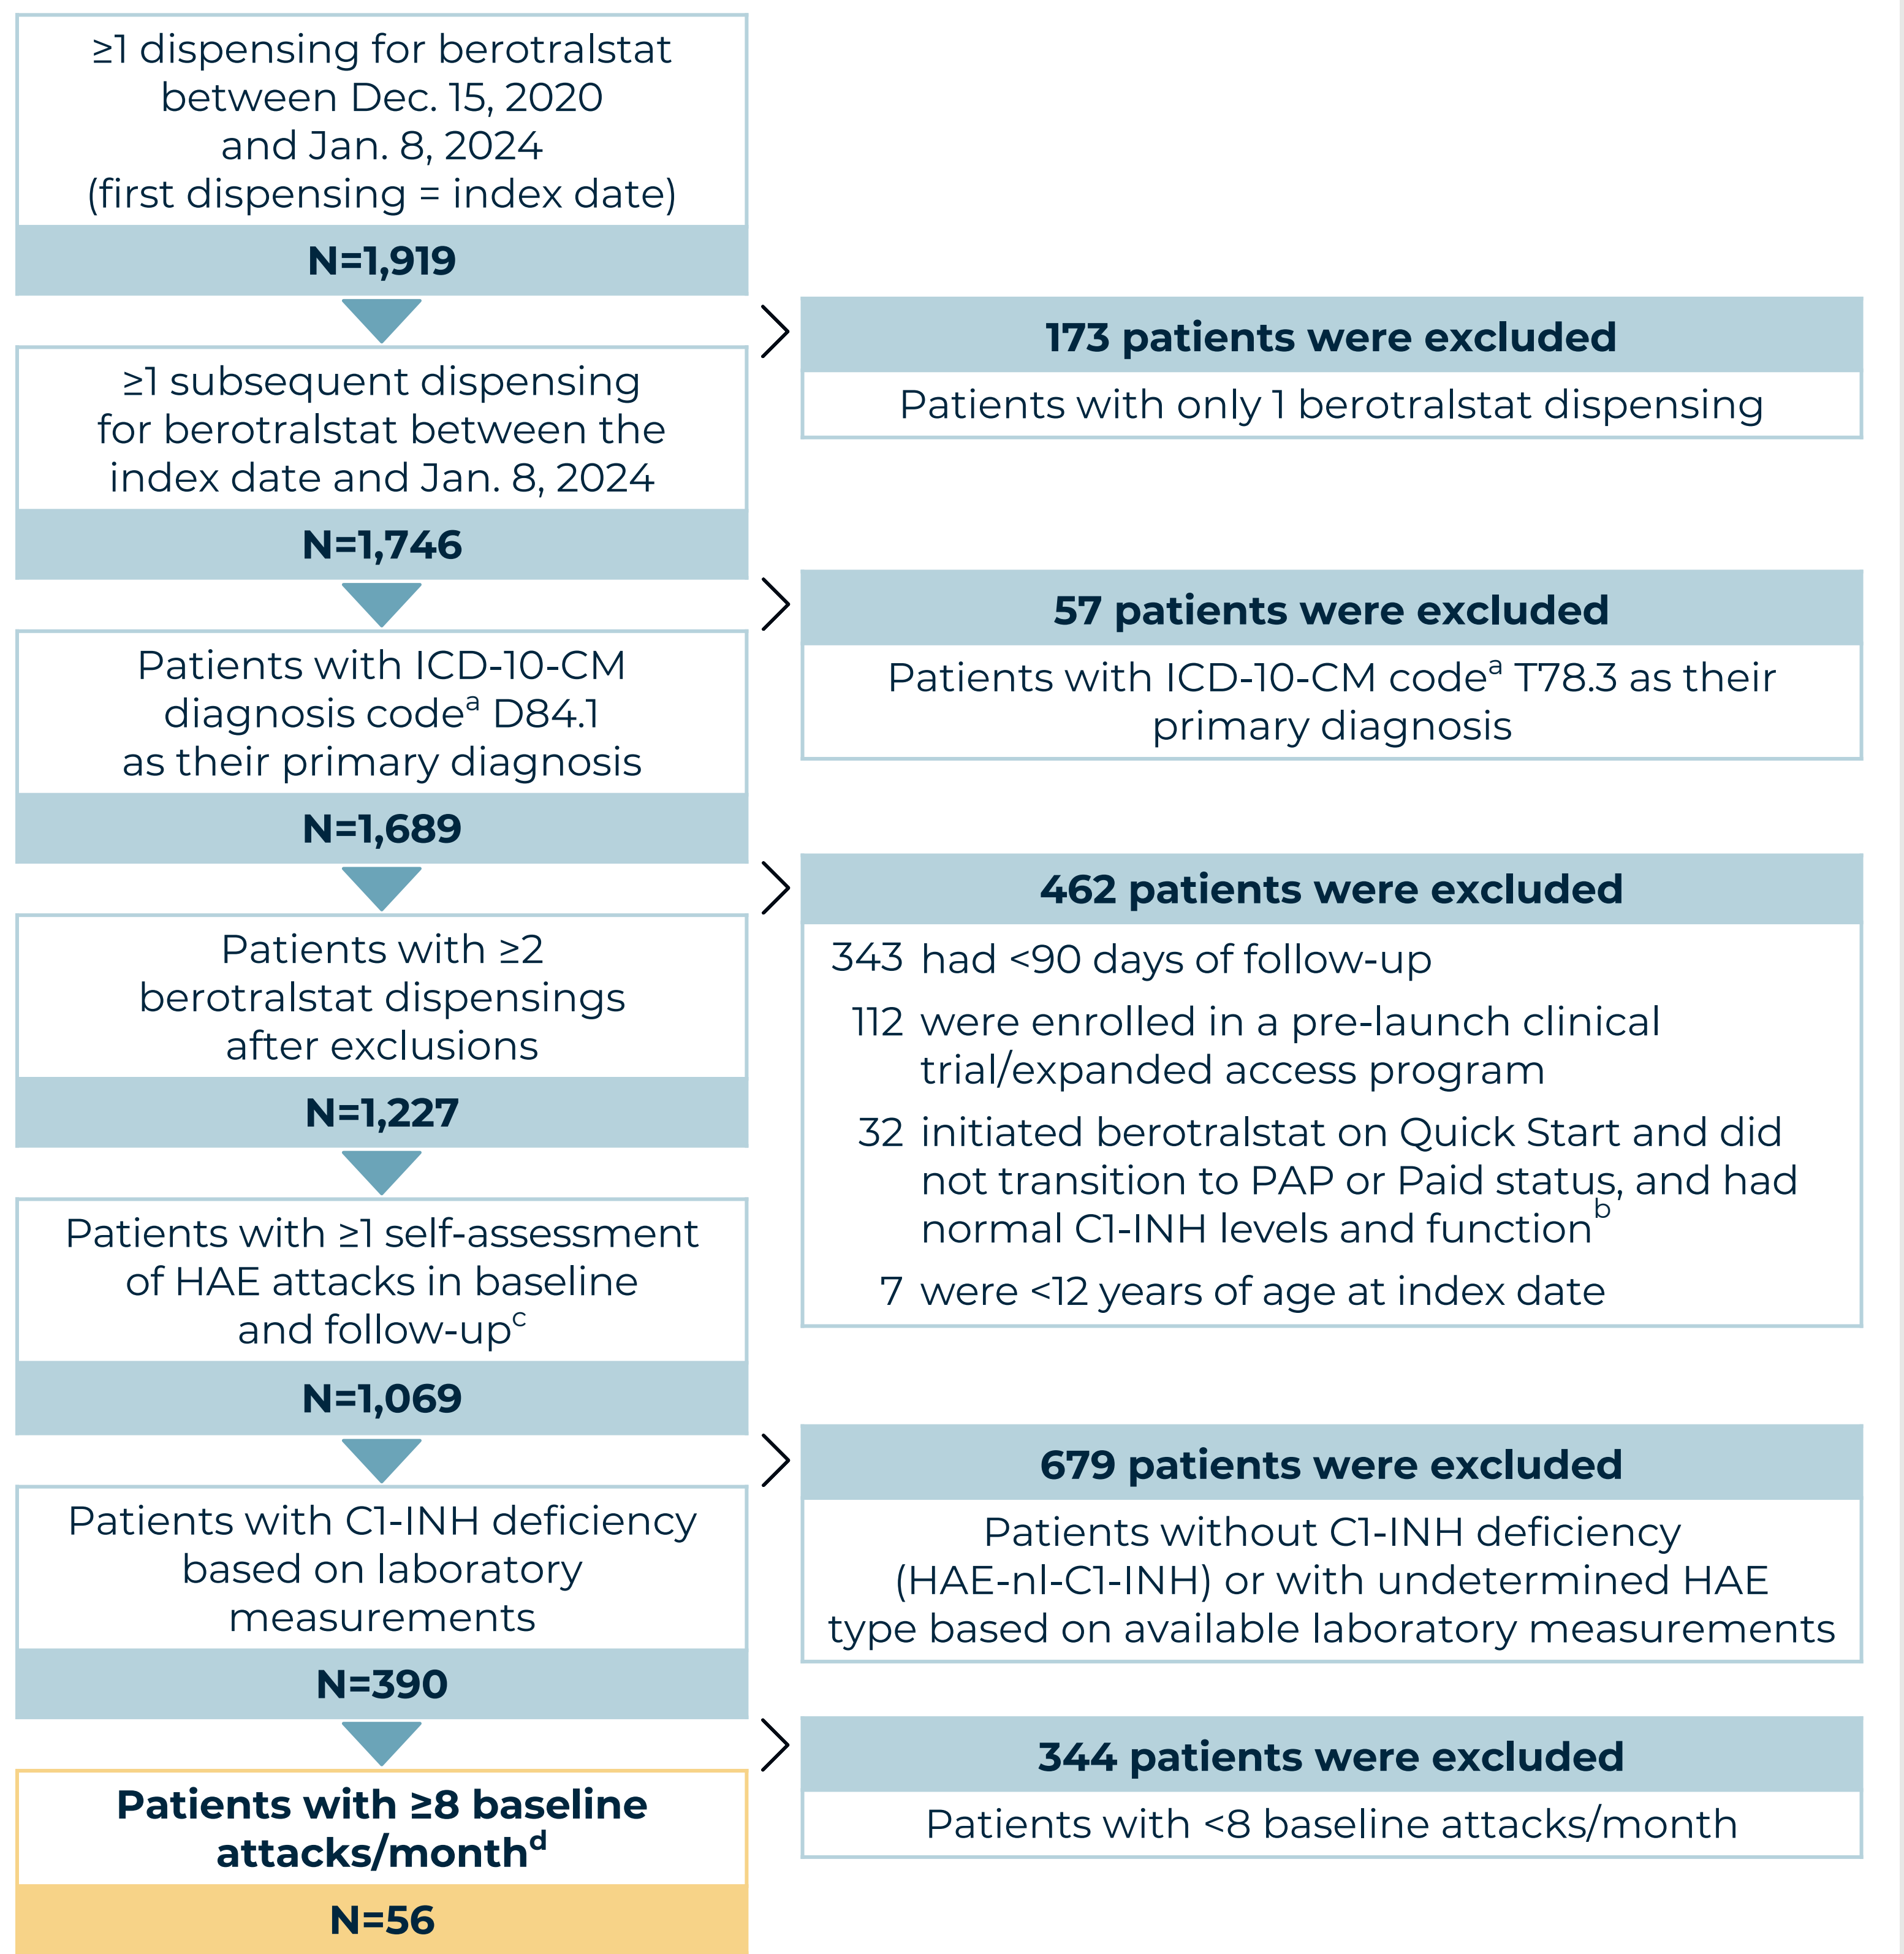 ≥1 dispensing for berotralstat
between Dec. 15, 2020
and Jan. 8, 2024
(first dispensing = index date)
N=1,919
173 patients were excluded
Patients with only 1 berotralstat dispensing
≥1 subsequent dispensing
for berotralstat between the
index date and Jan. 8, 2024
N=1,746
57 patients were excluded
Patients with ICD-10-CM codeᵃ T78.3 as their
primary diagnosis
Patients with ICD-10-CM
diagnosis codeᵃ D84.1
as their primary diagnosis
N=1,689
462 patients were excluded
343 had <90 days of follow-up
112 were enrolled in a pre-launch clinical
trial/expanded access program
32 initiated berotralstat on Quick Start and did
not transition to PAP or Paid status, and had
normal C1-INH levels and functionᵇ
7 were <12 years of age at index date
Patients with ≥2
berotralstat dispensings
after exclusions
N=1,227
Patients with ≥1 self-assessment
of HAE attacks in baseline
and follow-upᶜ
N=1,069
679 patients were excluded
Patients without C1-INH deficiency
(HAE-nl-C1-INH) or with undetermined HAE
type based on available laboratory measurements
Patients with C1-INH deficiency
based on laboratory
measurements
N=390
344 patients were excluded
Patients with <8 baseline attacks/month
Patients with ≥8 baseline
attacks/monthᵈ
N=56